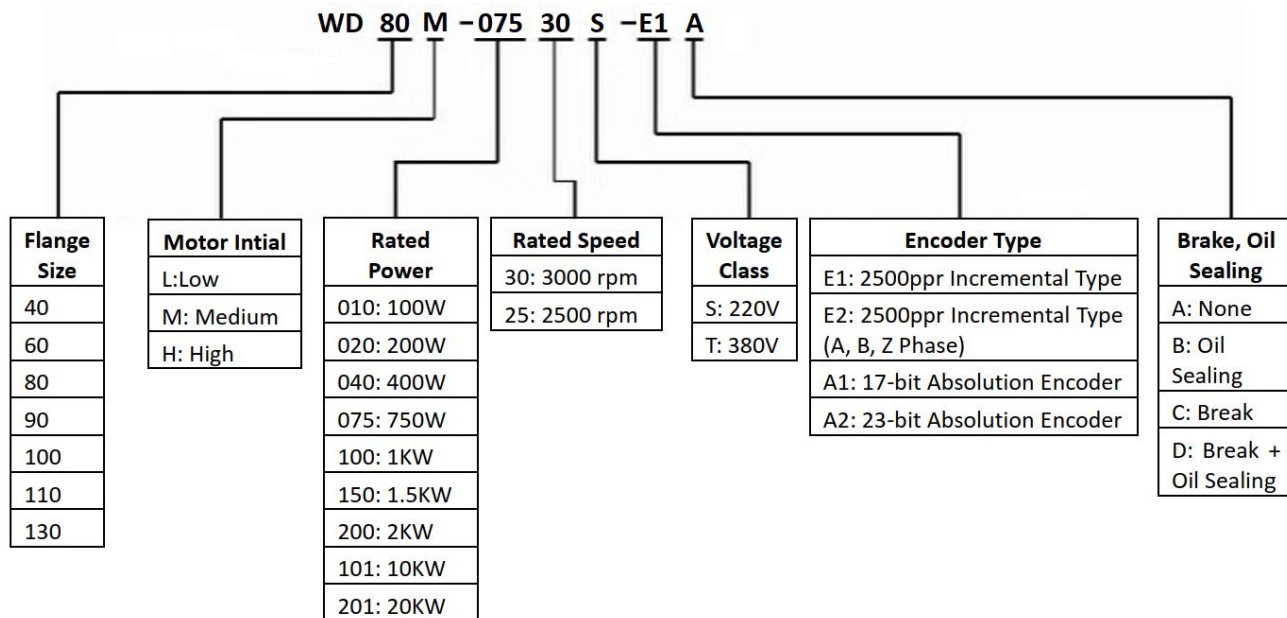 WD 80 M -075 30 S -E1 A
Flange
Size
40
60
80
90
100
110
130
Motor Intial
L:Low
M: Medium
H: High
Rated
Power
010: 100W
020: 200W
040: 400W
075: 750W
100: 1KW
150: 1.5KW
200: 2KW
101: 10KW
201: 20KW
Rated Speed
30: 3000 rpm
25: 2500 rpm
Voltage
Class
S: 220V
T: 380V
Encoder Type
E1: 2500ppr Incremental Type
E2: 2500ppr Incremental Type
(A, B, Z Phase)
A1: 17-bit Absolution Encoder
A2: 23-bit Absolution Encoder
Brake, Oil
Sealing
A: None
B: Oil
Sealing
C: Break
D: Break +
Oil Sealing